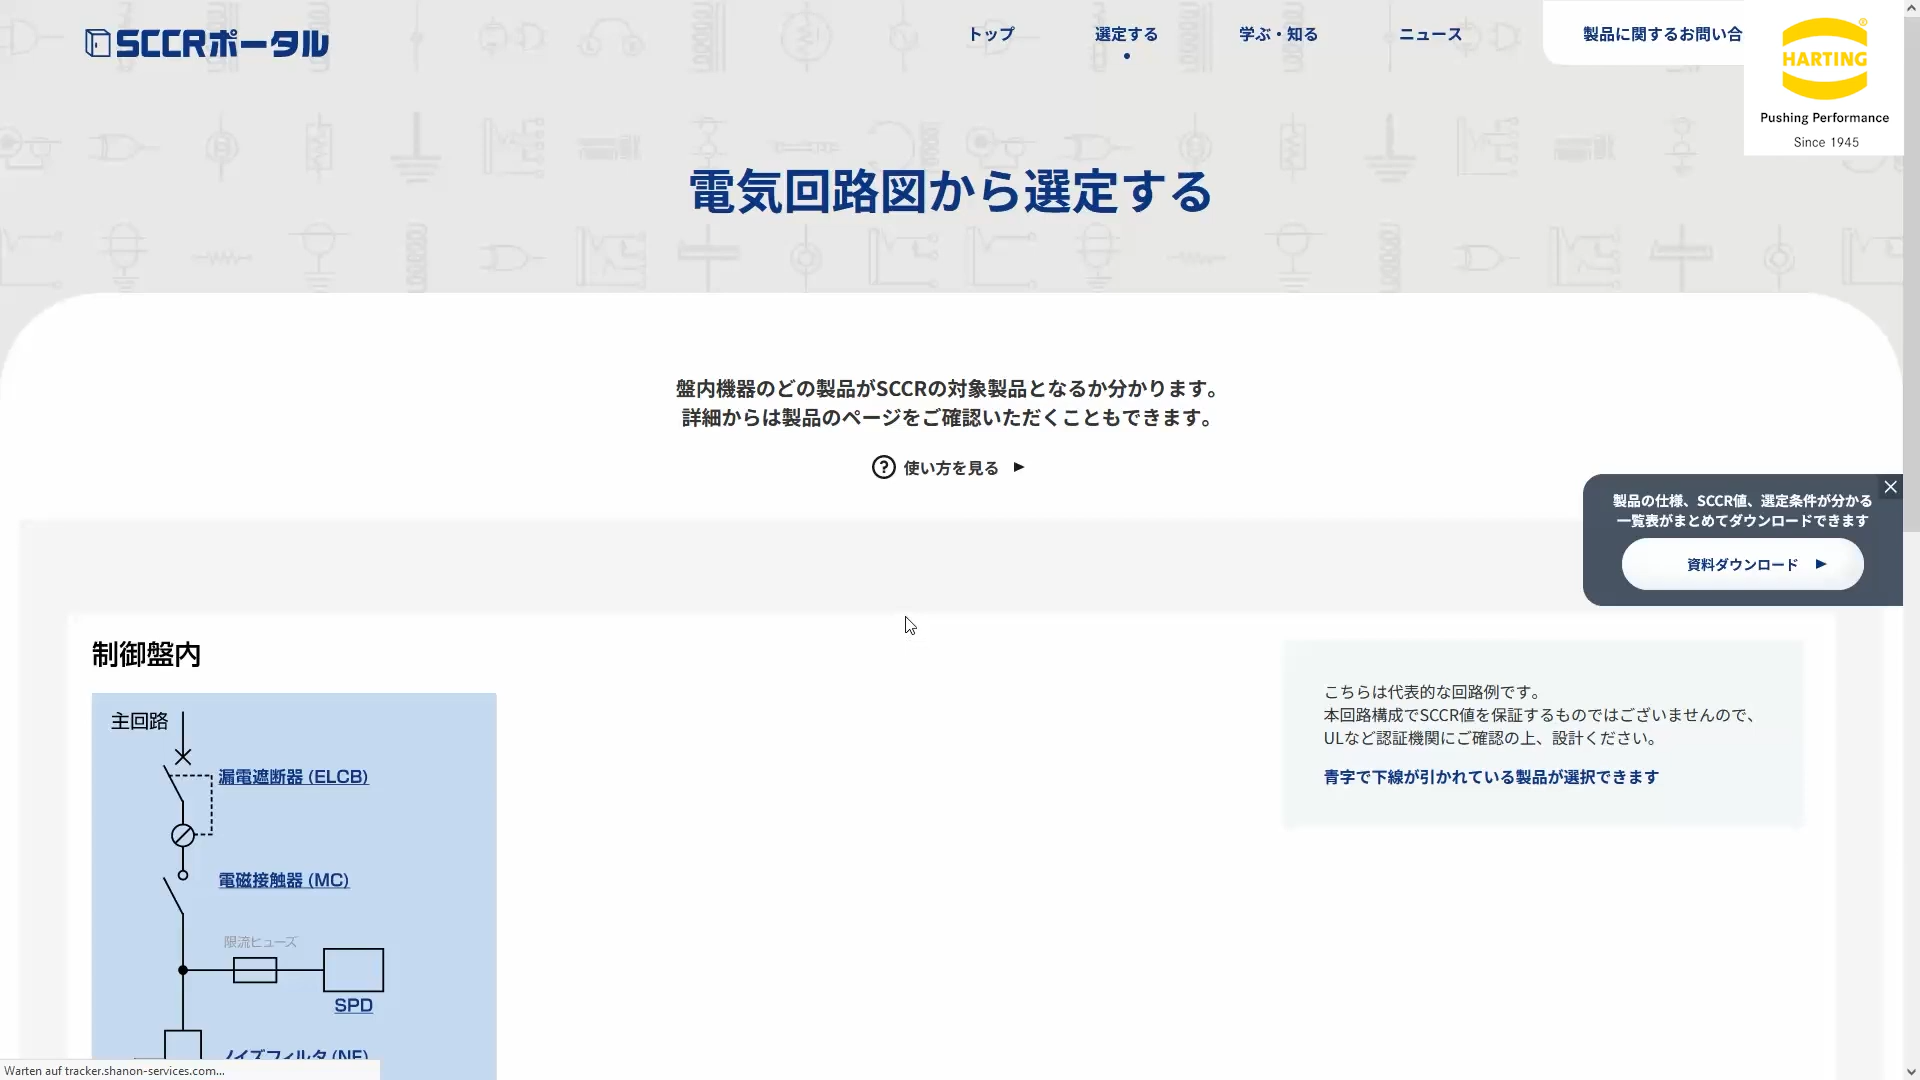 SCCRポータル
トップ
選定する
学ぶ・知る
ニュース
製品に関するお問い合
HARTING
Pushing Performance
Since 1945
電気回路図から選定する
盤内機器のどの製品がSCCRの対象製品となるか分かります。
詳細からは製品のページをご確認いただくこともできます。
? 使い方を見る
製品の仕様、SCCR値、選定条件が分かる
一覧表がまとめてダウンロードできます
資料ダウンロード
制御盤内
主回路
漏電遮断器 (ELCB)
電磁接触器 (MC)
限流ヒューズ
SPD
ノイズフィルタ (NF)
こちらは代表的な回路例です。
本回路構成でSCCR値を保証するものではございませんので、
ULなど認証機関にご確認の上、設計ください。
青字で下線が引かれている製品が選択できます
Warten auf tracker.shanon-services.com...